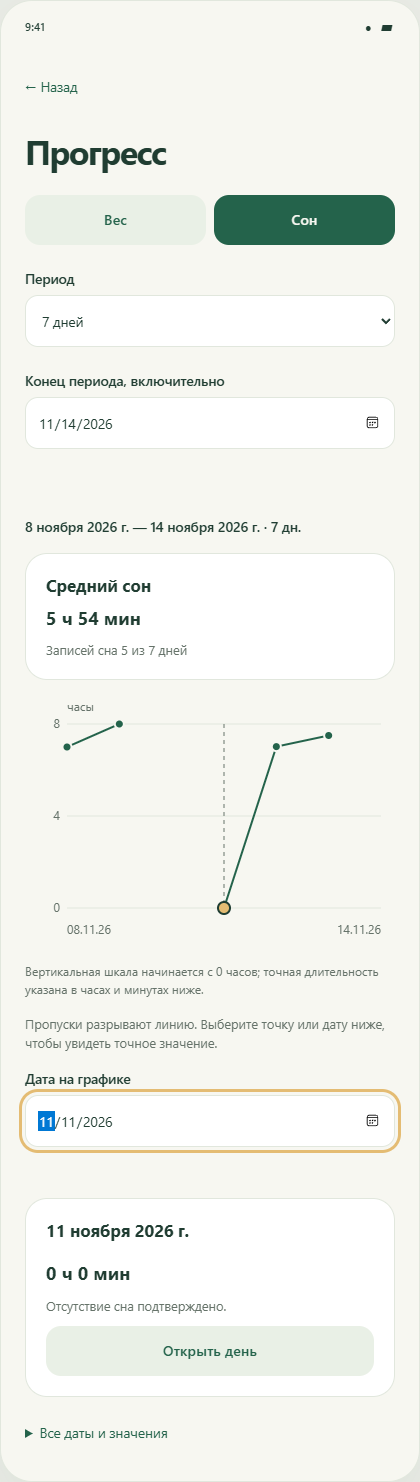 9:41
← Назад
Прогресс
Вес
Сон
Период
7 дней
Конец периода, включительно
11/14/2026
8 ноября 2026 г. — 14 ноября 2026 г. · 7 дн.
Средний сон
5 ч 54 мин
Записей сна 5 из 7 дней
часы
8
4
0
08.11.26
14.11.26
Вертикальная шкала начинается с 0 часов; точная длительность
указана в часах и минутах ниже.
Пропуски разрывают линию. Выберите точку или дату ниже,
чтобы увидеть точное значение.
Дата на графике
11/11/2026
11 ноября 2026 г.
0 ч 0 мин
Отсутствие сна подтверждено.
Открыть день
▶ Все даты и значения